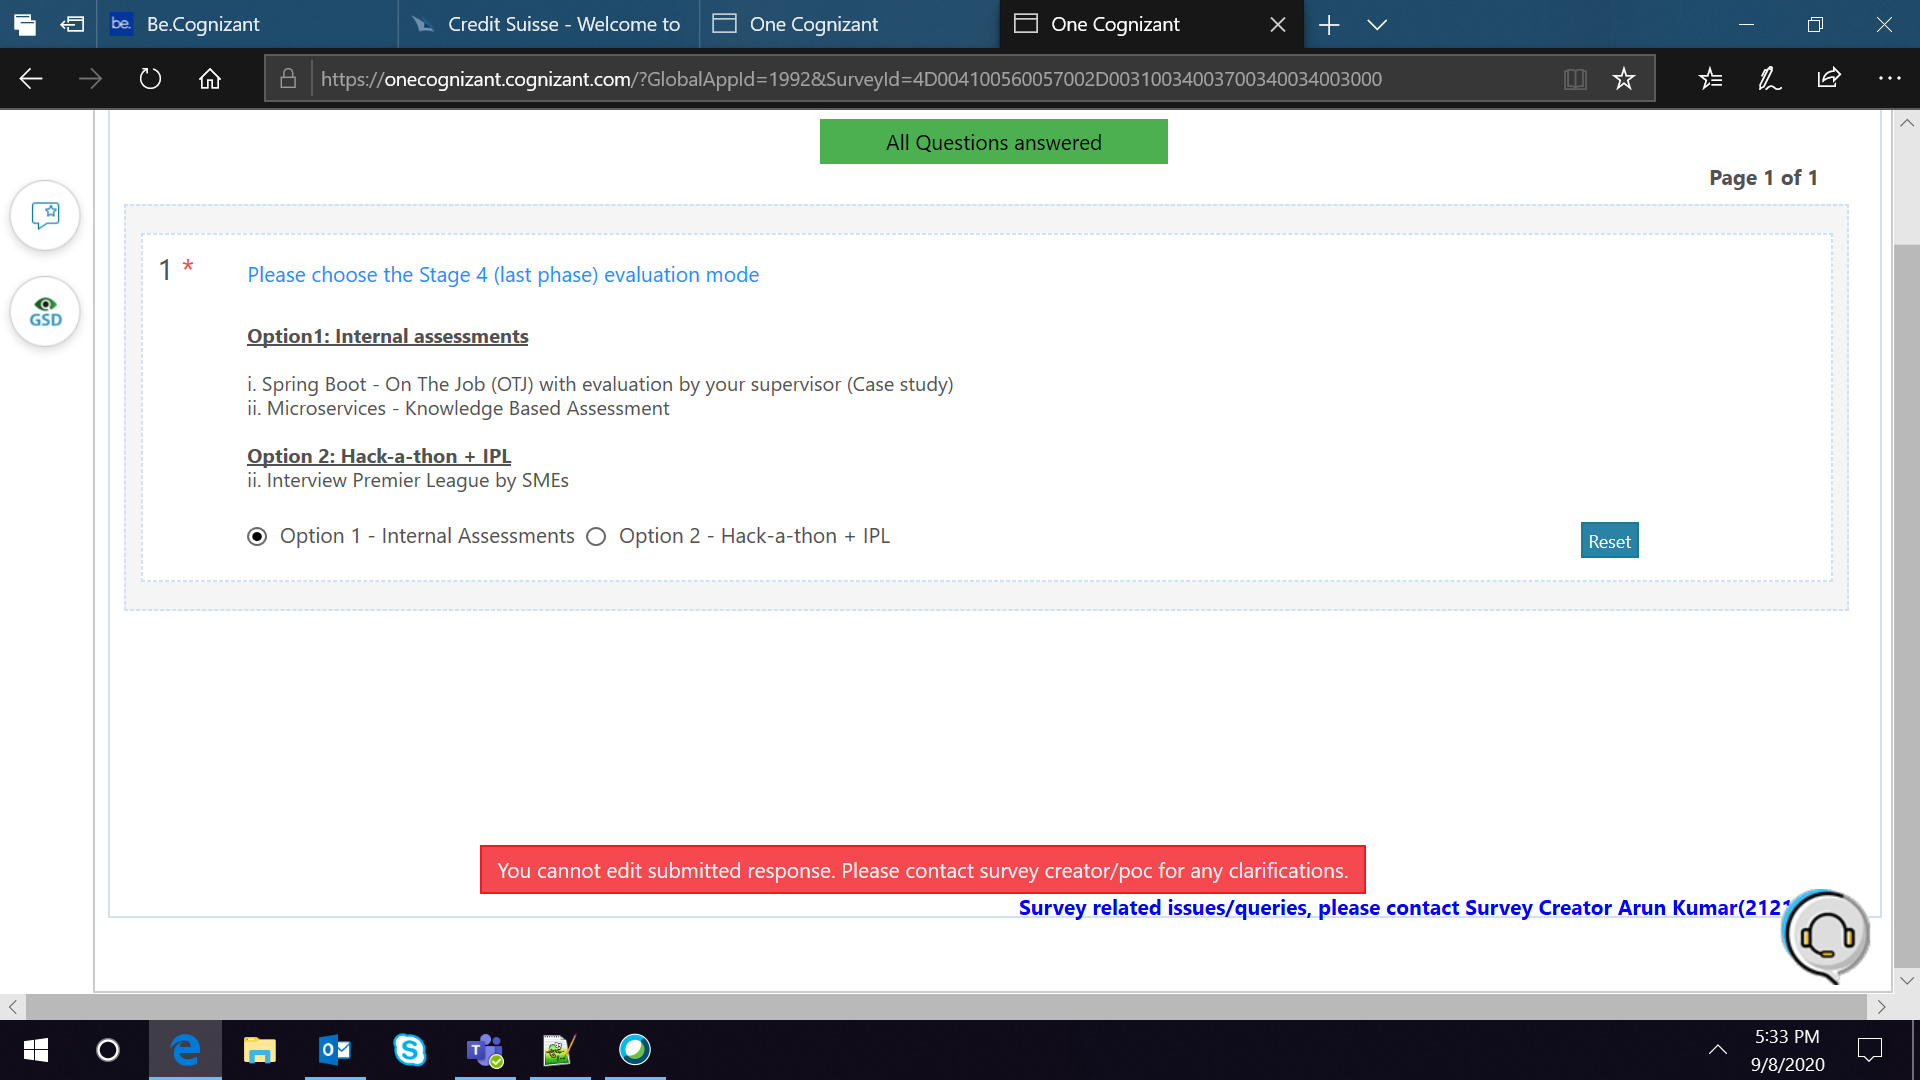 be. Be.Cognizant
Credit Suisse - Welcome to
One Cognizant
One Cognizant
https://onecognizant.cognizant.com/?GlobalAppId=1992&SurveyId=4D004100560057002D003100340037003400340034003000
All Questions answered
Page 1 of 1
GSD
1 * Please choose the Stage 4 (last phase) evaluation mode
Option1: Internal assessments
i. Spring Boot - On The Job (OTJ) with evaluation by your supervisor (Case study)
ii. Microservices - Knowledge Based Assessment
Option 2: Hack-a-thon + IPL
ii. Interview Premier League by SMEs
Option 1 - Internal Assessments Option 2 - Hack-a-thon + IPL
Reset
You cannot edit submitted response. Please contact survey creator/poc for any clarifications.
Survey related issues/queries, please contact Survey Creator Arun Kumar(2121
5:33 PM
9/8/2020